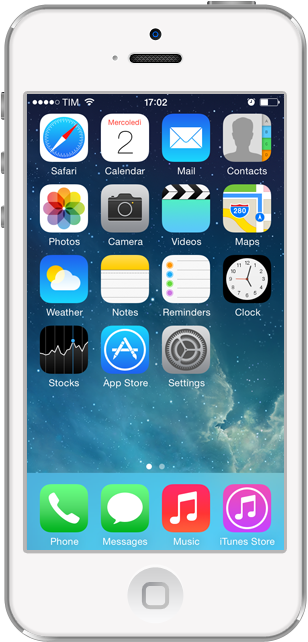 TIM 17:02
Mercoledì
2
Safari Calendar Mail Contacts
280
Photos Camera Videos Maps
Weather Notes Reminders Clock
Stocks App Store Settings
Phone Messages Music iTunes Store